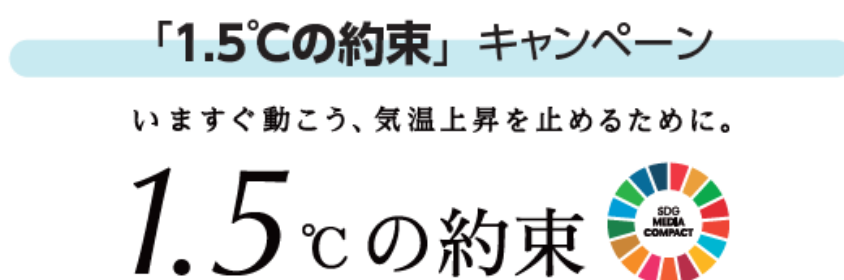 「1.5℃の約束」キャンペーン
いますぐ動こう、気温上昇を止めるために。
1.5℃の約束
SDG
MEDIA
COMPACT